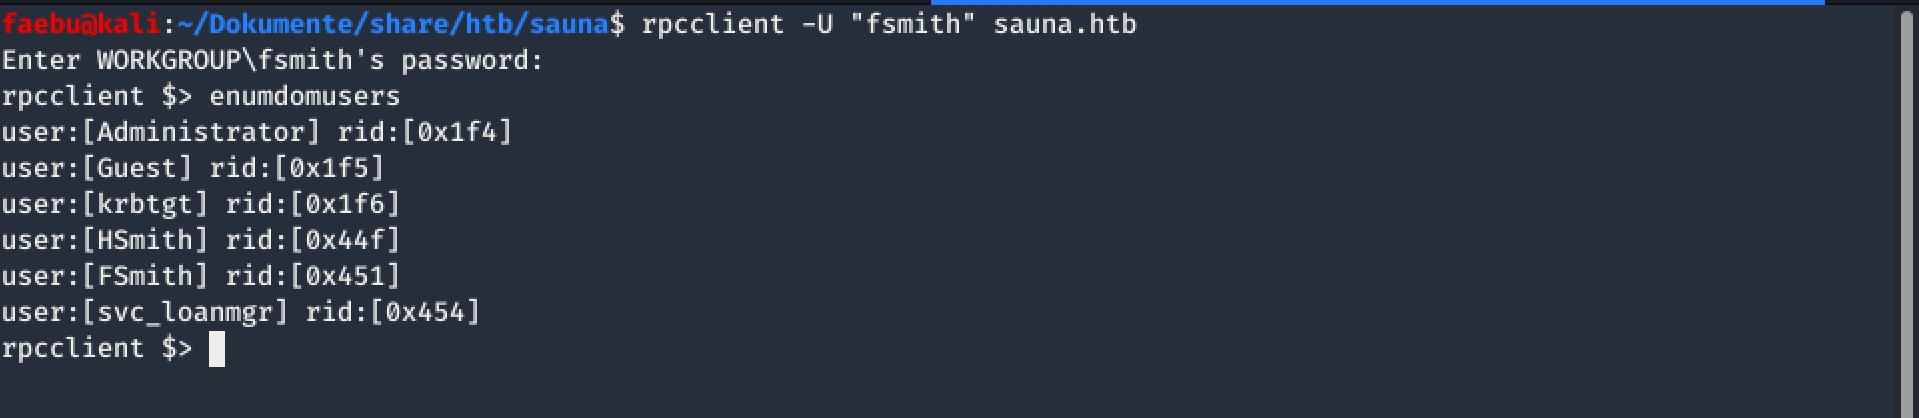 faebu@kali:~/Dokumente/share/htb/sauna$ rpcclient -U "fsmith" sauna.htb
Enter WORKGROUP\fsmith's password:
rpcclient $> enumdomusers
user:[Administrator] rid:[0x1f4]
user:[Guest] rid:[0x1f5]
user:[krbtgt] rid:[0x1f6]
user:[HSmith] rid:[0x44f]
user:[FSmith] rid:[0x451]
user:[svc_loanmgr] rid:[0x454]
rpcclient $>